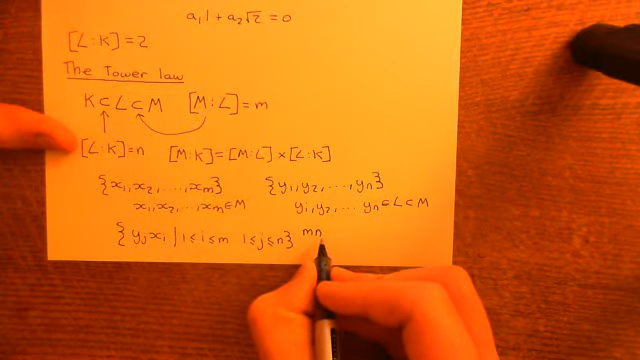 a₁1 + a₂√2 = 0
[L:K] = 2
The Tower law
K ⊂ L ⊂ M [M:L] = m
[L:K] = n [M:K] = [M:L] × [L:K]
{x₁, x₂, ..., xₘ} {y₁, y₂, ..., yₙ}
x₁, x₂, ..., xₘ ∈ M y₁, y₂, ... yₙ ∈ L ⊂ M
{yⱼxᵢ | 1 ≤ i ≤ m 1 ≤ j ≤ n} mn